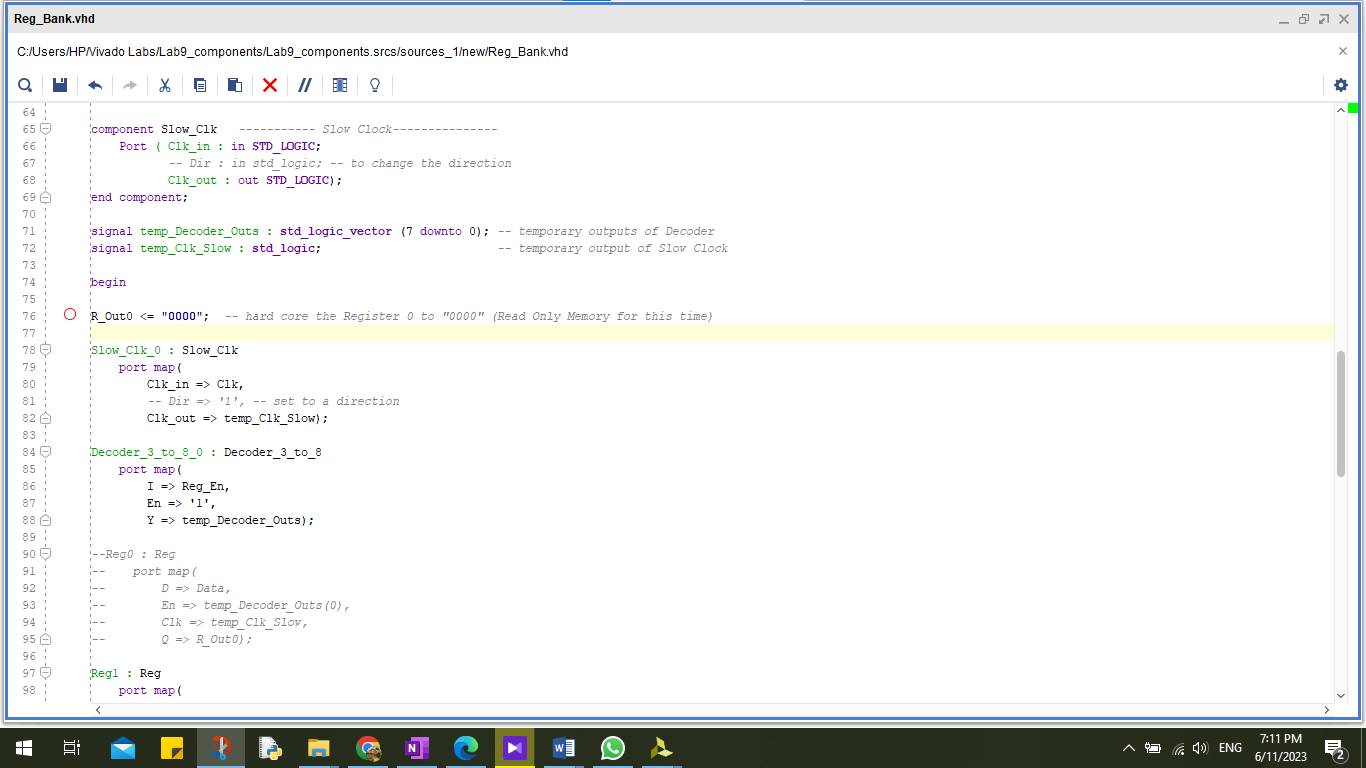 Reg_Bank.vhd
C:/Users/HP/Vivado Labs/Lab9_components/Lab9_components.srcs/sources_1/new/Reg_Bank.vhd
64
65 component Slow_Clk ----------- Slow Clock---------------
66 Port ( Clk_in : in STD_LOGIC;
67 -- Dir : in std_logic; -- to change the direction
68 Clk_out : out STD_LOGIC);
69 end component;
70
71 signal temp_Decoder_Outs : std_logic_vector (7 downto 0); -- temporary outputs of Decoder
72 signal temp_Clk_Slow : std_logic; -- temporary output of Slow Clock
73
74 begin
75
76 R_Out0 <= "0000"; -- hard core the Register 0 to "0000" (Read Only Memory for this time)
77
78 Slow_Clk_0 : Slow_Clk
79 port map(
80 Clk_in => Clk,
81 -- Dir => '1', -- set to a direction
82 Clk_out => temp_Clk_Slow);
83
84 Decoder_3_to_8_0 : Decoder_3_to_8
85 port map(
86 I => Reg_En,
87 En => '1',
88 Y => temp_Decoder_Outs);
89
90 --Reg0 : Reg
91 -- port map(
92 -- D => Data,
93 -- En => temp_Decoder_Outs(0),
94 -- Clk => temp_Clk_Slow,
95 -- Q => R_Out0);
96
97 Reg1 : Reg
98 port map(
ENG
7:11 PM
6/11/2023
2